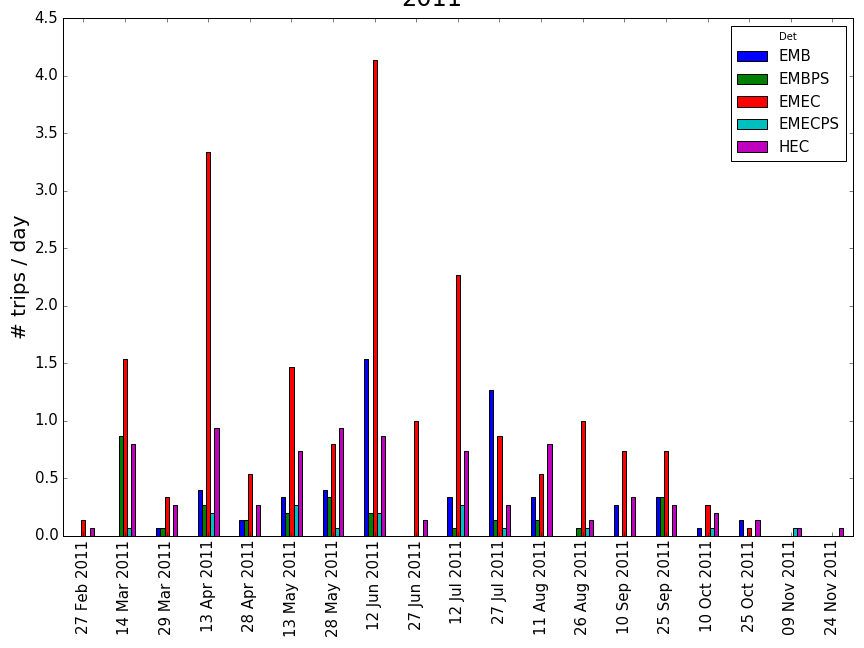 2011
4.5
4.0
3.5
3.0
2.5
2.0
1.5
1.0
0.5
0.0
# trips / day
Det
EMB
EMBPS
EMEC
EMECPS
HEC
27 Feb 2011
14 Mar 2011
29 Mar 2011
13 Apr 2011
28 Apr 2011
13 May 2011
28 May 2011
12 Jun 2011
27 Jun 2011
12 Jul 2011
27 Jul 2011
11 Aug 2011
26 Aug 2011
10 Sep 2011
25 Sep 2011
10 Oct 2011
25 Oct 2011
09 Nov 2011
24 Nov 2011